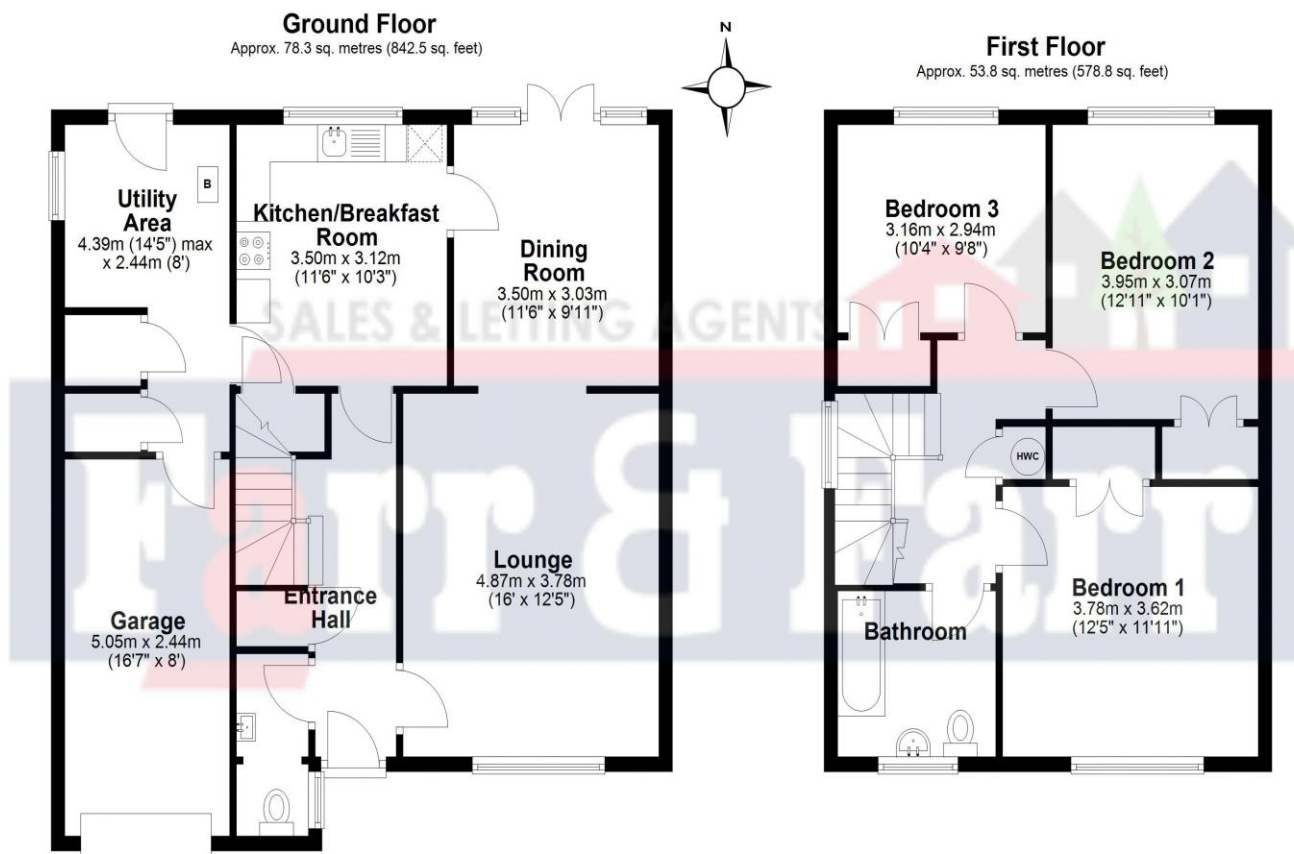 Ground Floor
Approx. 78.3 sq. metres (842.5 sq. feet)
N
First Floor
Approx. 53.8 sq. metres (578.8 sq. feet)
Utility
Area
4.39m (14'5") max
x 2.44m (8')
B
Kitchen/Breakfast
Room
3.50m x 3.12m
(11'6" x 10'3")
Dining
Room
3.50m x 3.03m
(11'6" x 9'11")
Bedroom 3
3.16m x 2.94m
(10'4" x 9'8")
Bedroom 2
3.95m x 3.07m
(12'11" x 10'1")
SALES & LETTING AGENTS
Farr & Farr
HWC
Lounge
4.87m x 3.78m
(16' x 12'5")
Entrance
Hall
Garage
5.05m x 2.44m
(16'7" x 8')
Bathroom
Bedroom 1
3.78m x 3.62m
(12'5" x 11'11")